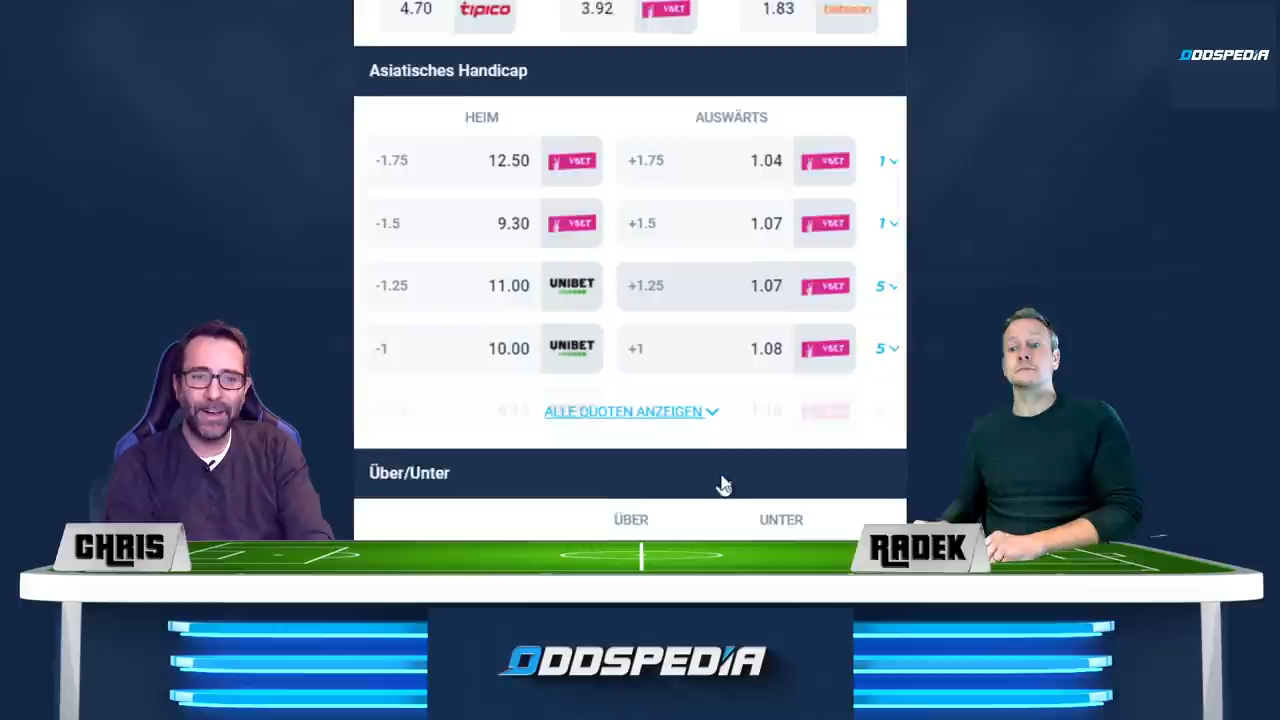 4.70 tipico 3.92 VBET 1.83
ODDSPEDIA
Asiatisches Handicap
HEIM AUSWÄRTS
-1.75 12.50 VBET +1.75 1.04 VBET 1
-1.5 9.30 VBET +1.5 1.07 VBET 1
-1.25 11.00 UNIBET +1.25 1.07 VBET 5
-1 10.00 UNIBET +1 1.08 VBET 5
ALLE QUOTEN ANZEIGEN
Über/Unter
ÜBER UNTER
CHRIS
RADEK
ODDSPEDIA